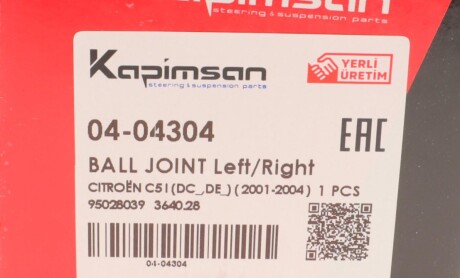 Kapimsan
steering & suspension parts
Kapimsan
steering & suspension parts
YERLİ
ÜRETİM
04-04304
EAC
BALL JOINT Left/Right
CITROËN C5 I (DC_,DE_) ( 2001-2004 ) 1 PCS
95028039 3640.28
04-04304